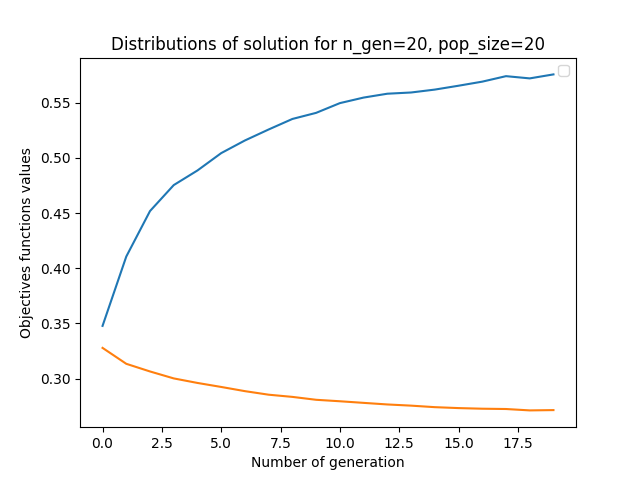 Distributions of solution for n_gen=20, pop_size=20
Objectives functions values
0.55
0.50
0.45
0.40
0.35
0.30
0.0 2.5 5.0 7.5 10.0 12.5 15.0 17.5
Number of generation